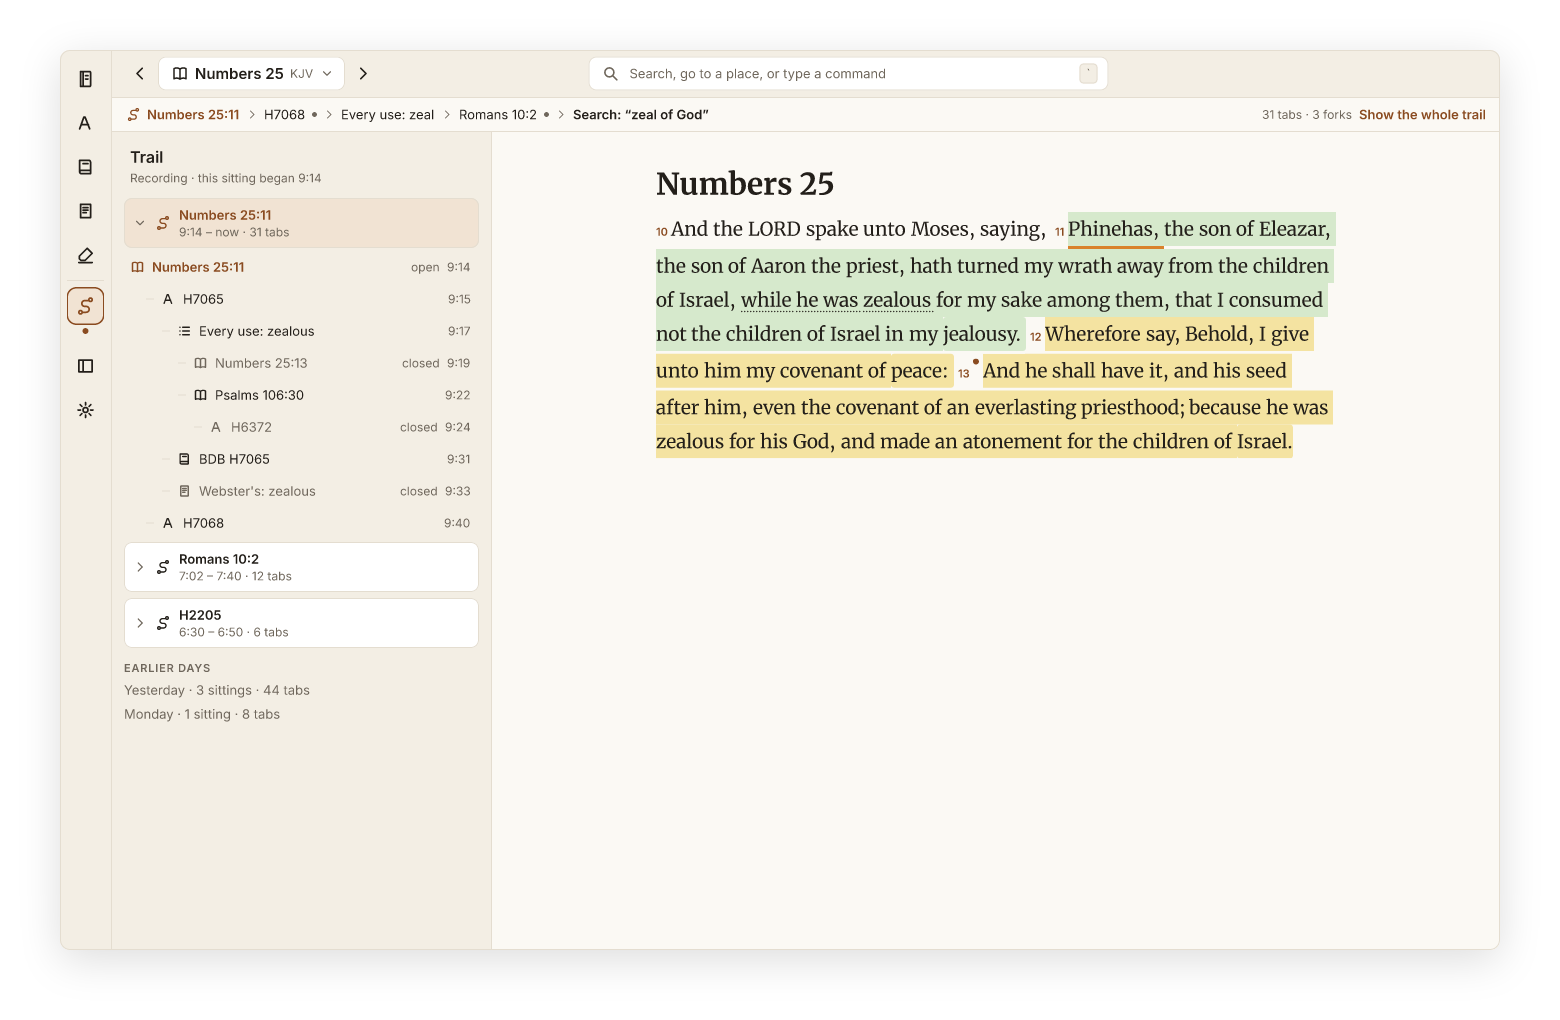 Numbers 25 KJV
Search, go to a place, or type a command
Numbers 25:11 > H7068 • > Every use: zeal > Romans 10:2 • > Search: “zeal of God”
31 tabs · 3 forks Show the whole trail
Trail
Recording · this sitting began 9:14
Numbers 25:11
9:14 – now · 31 tabs
Numbers 25:11 open 9:14
A H7065 9:15
Every use: zealous 9:17
Numbers 25:13 closed 9:19
Psalms 106:30 9:22
A H6372 closed 9:24
BDB H7065 9:31
Webster's: zealous closed 9:33
A H7068 9:40
Romans 10:2
7:02 – 7:40 · 12 tabs
H2205
6:30 – 6:50 · 6 tabs
EARLIER DAYS
Yesterday · 3 sittings · 44 tabs
Monday · 1 sitting · 8 tabs
Numbers 25
10 And the LORD spake unto Moses, saying, 11 Phinehas, the son of Eleazar,
the son of Aaron the priest, hath turned my wrath away from the children
of Israel, while he was zealous for my sake among them, that I consumed
not the children of Israel in my jealousy. 12 Wherefore say, Behold, I give
unto him my covenant of peace: 13 And he shall have it, and his seed
after him, even the covenant of an everlasting priesthood; because he was
zealous for his God, and made an atonement for the children of Israel.